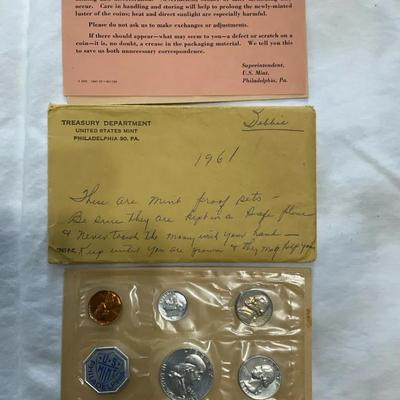 occur. Care in handling and storing will help to prolong the newly-minted
luster of the coins; heat and direct sunlight are especially harmful.
Please do not ask us to make exchanges or adjustments.
If there should appear—what may seem to you—a defect or scratch on a
coin—it is, no doubt, a crease in the packaging material. We tell you this
to save us both unnecessary correspondence.
Superintendent,
U.S. Mint,
Philadelphia, Pa.
TREASURY DEPARTMENT
UNITED STATES MINT
PHILADELPHIA 30, PA.
Debbie
1961
These are mint proof sets -
Be sure they are kept in a safe place
& never touch the money with your hand -
Keep until you are grown & they may help you
U.S.
MINT
PHILADELPHIA